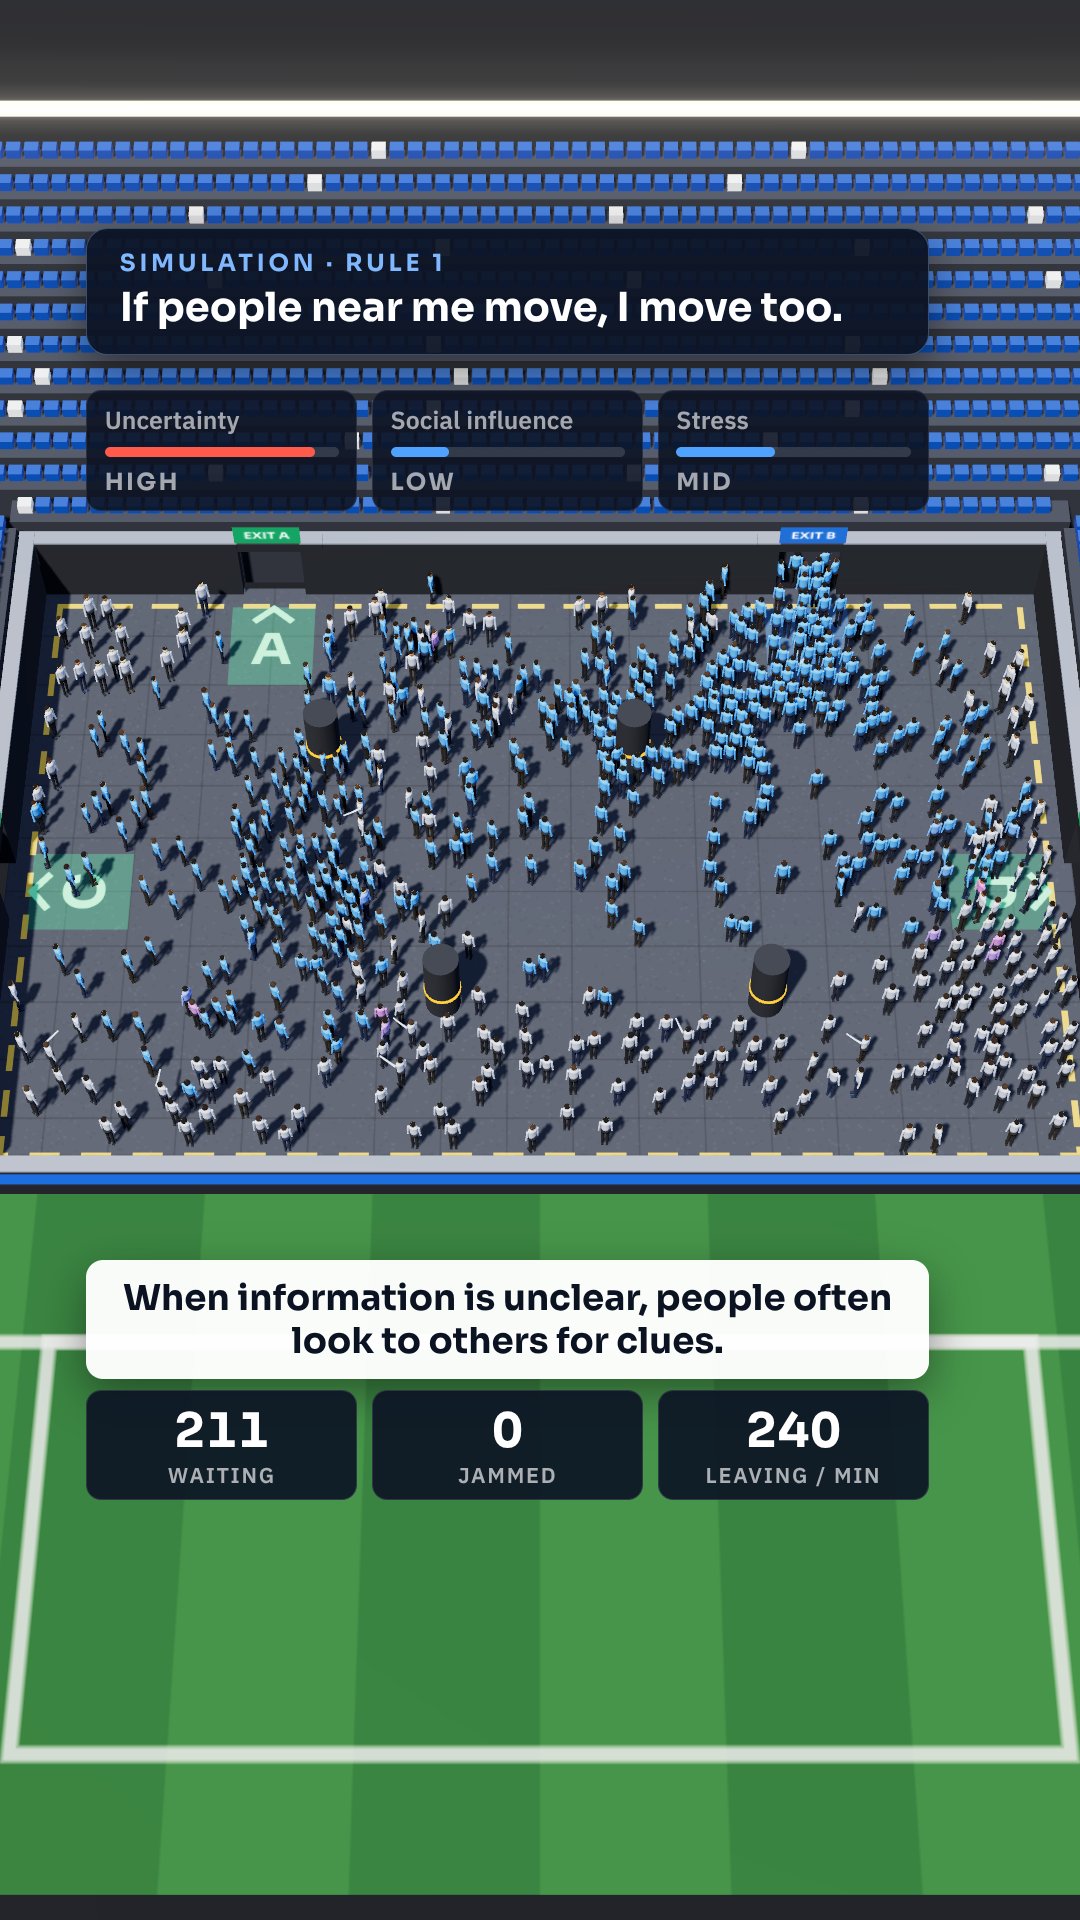 SIMULATION · RULE 1
If people near me move, I move too.
Uncertainty
HIGH
Social influence
LOW
Stress
MID
EXIT A
EXIT B
A
When information is unclear, people often
look to others for clues.
211
WAITING
0
JAMMED
240
LEAVING / MIN